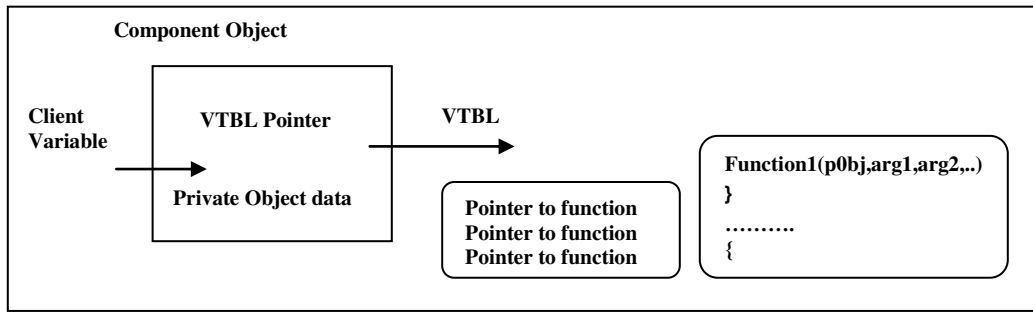 Component Object
Client
Variable
VTBL Pointer
Private Object data
VTBL
Pointer to function
Pointer to function
Pointer to function
Function1(p0bj,arg1,arg2,..)
}
……….
{